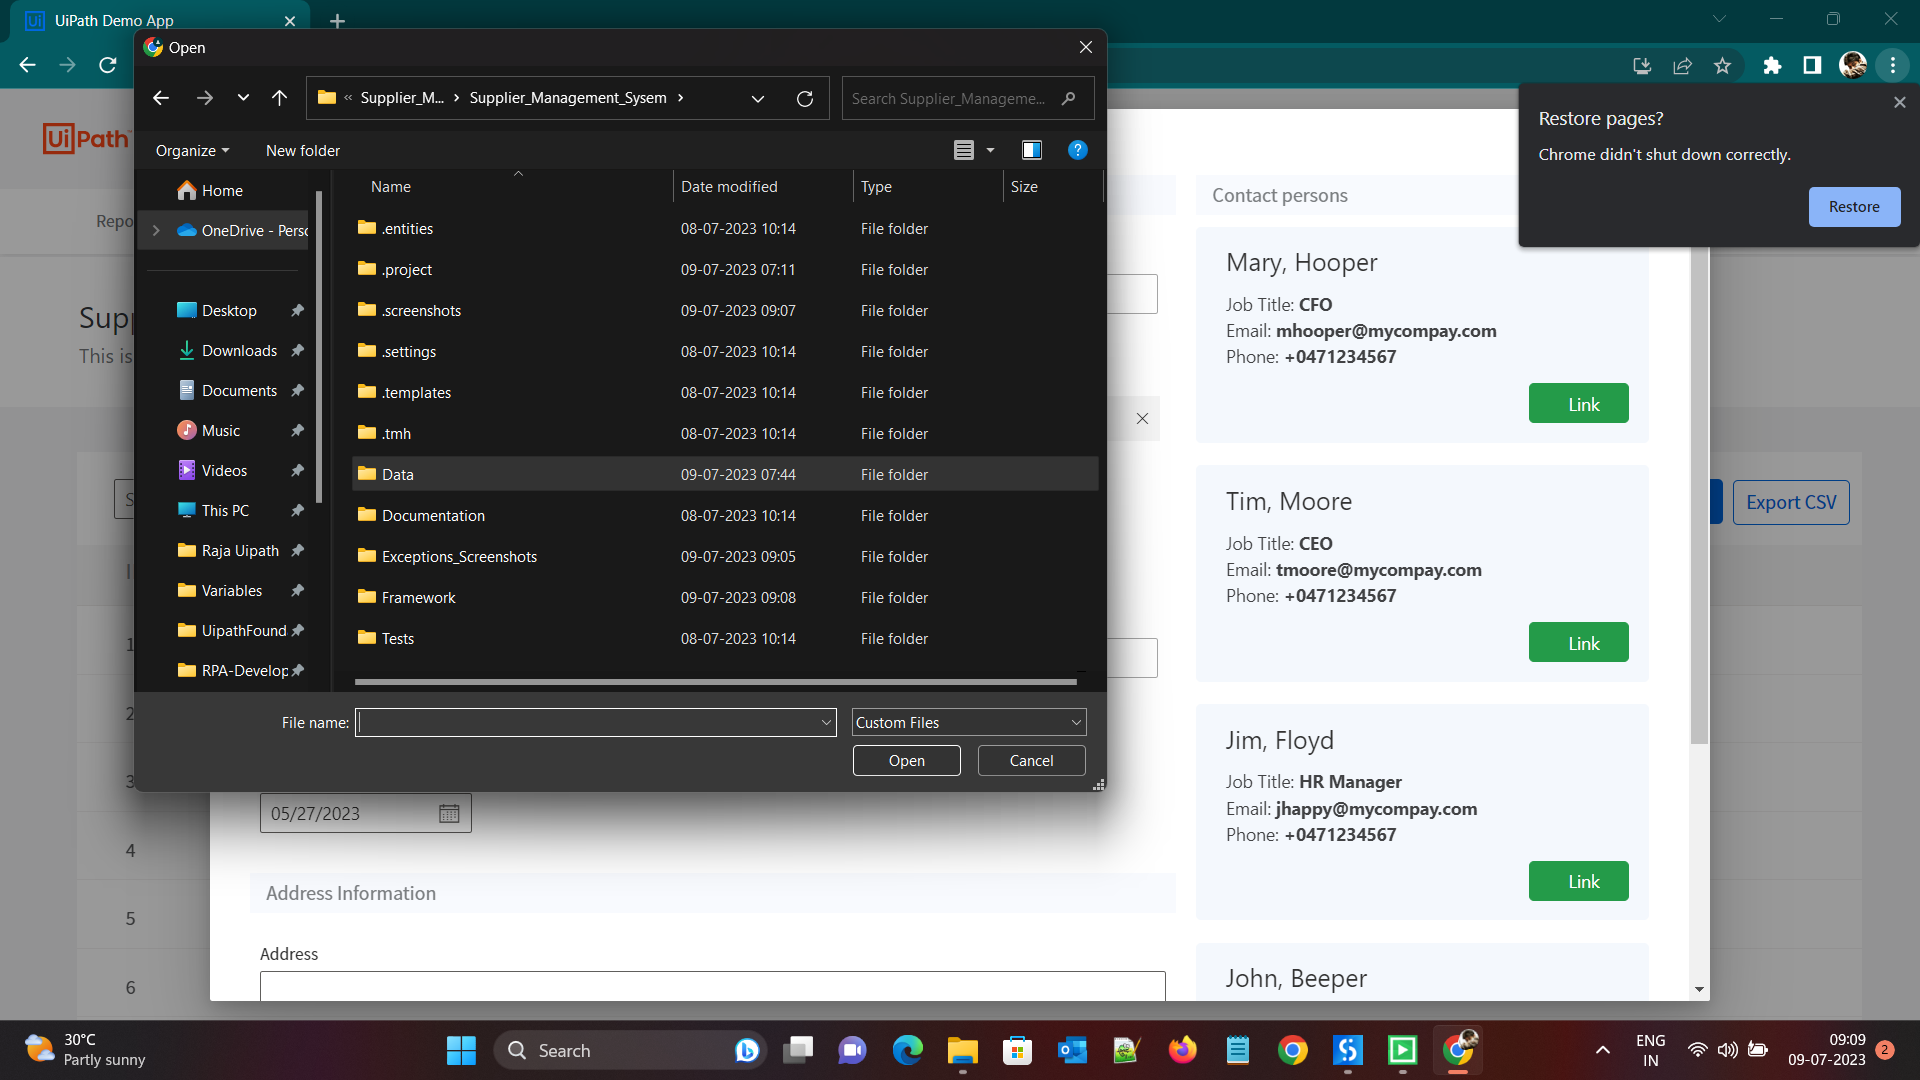 UiPath Demo App
Open
Supplier_M...
Supplier_Management_Sysem
Search Supplier_Manageme...
Organize
New folder
Name
Date modified
Type
Size
Home
OneDrive - Perso
Desktop
Downloads
Documents
Music
Videos
This PC
Raja Uipath
Variables
UipathFound
RPA-Develop
.entities 08-07-2023 10:14 File folder
.project 09-07-2023 07:11 File folder
.screenshots 09-07-2023 09:07 File folder
.settings 08-07-2023 10:14 File folder
.templates 08-07-2023 10:14 File folder
.tmh 08-07-2023 10:14 File folder
Data 09-07-2023 07:44 File folder
Documentation 08-07-2023 10:14 File folder
Exceptions_Screenshots 09-07-2023 09:05 File folder
Framework 09-07-2023 09:08 File folder
Tests 08-07-2023 10:14 File folder
File name:
Custom Files
Open
Cancel
Restore pages?
Chrome didn't shut down correctly.
Restore
UiPath
Repo
Supp
This is
S
Export CSV
1
2
3
4
5
6
05/27/2023
Address Information
Address
Contact persons
Mary, Hooper
Job Title: CFO
Email: mhooper@mycompay.com
Phone: +0471234567
Link
Tim, Moore
Job Title: CEO
Email: tmoore@mycompay.com
Phone: +0471234567
Link
Jim, Floyd
Job Title: HR Manager
Email: jhappy@mycompay.com
Phone: +0471234567
Link
John, Beeper
30°C
Partly sunny
Search
ENG
IN
09:09
09-07-2023
2